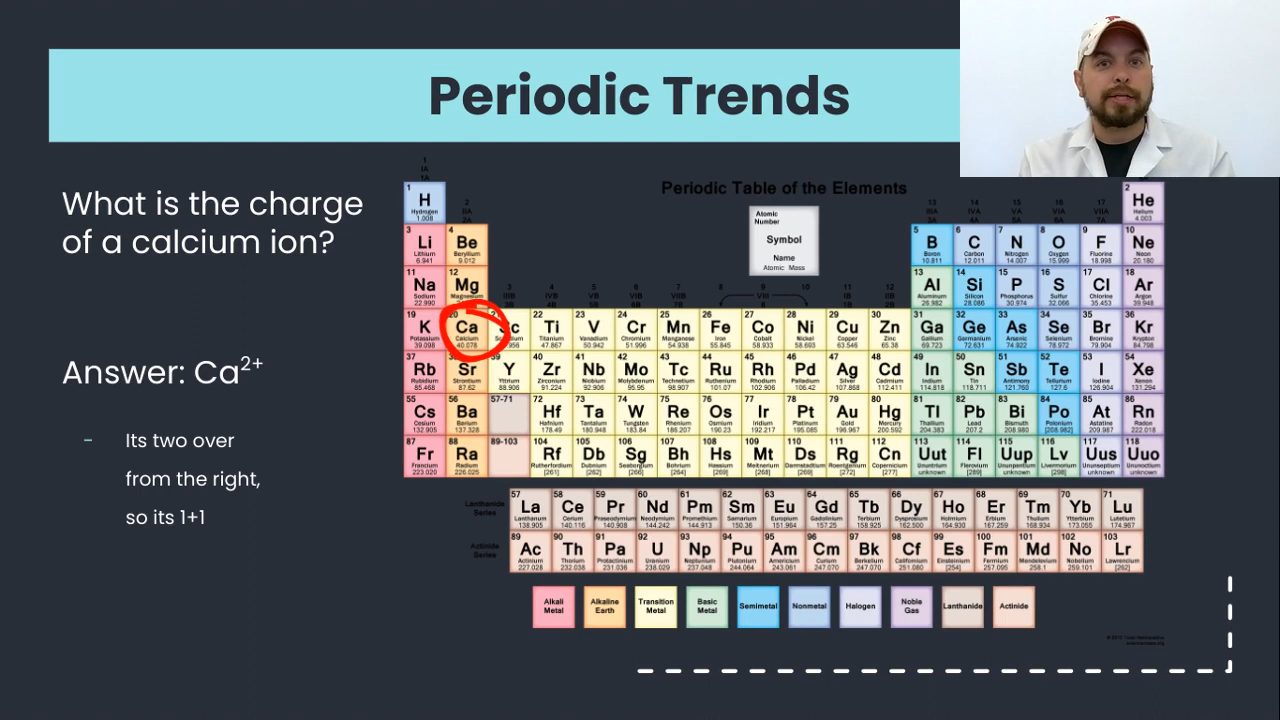 Periodic Trends
What is the charge
of a calcium ion?
Answer: Ca²⁺
- Its two over
from the right,
so its 1+1
Periodic Table of the Elements
Atomic
Number
Symbol
Name
Atomic Mass
1
IA
1A
2
IIA
2A
3
IIIB
3B
4
IVB
4B
5
VB
5B
6
VIB
6B
7
VIIB
7B
8
9
10
VIII
8
11
IB
1B
12
IIB
2B
13
IIIA
3A
14
IVA
4A
15
VA
5A
16
VIA
6A
17
VIIA
7A
1 2
H He
Hydrogen Helium
1.008 4.003
3 4 5 6 7 8 9 10
Li Be B C N O F Ne
Lithium Beryllium Boron Carbon Nitrogen Oxygen Fluorine Neon
6.941 9.012 10.811 12.011 14.007 15.999 18.998 20.180
11 12 13 14 15 16 17 18
Na Mg Al Si P S Cl Ar
Sodium Magnesium Aluminum Silicon Phosphorus Sulfur Chlorine Argon
22.990 26.982 28.086 30.974 32.066 35.453 39.948
19 20 22 23 24 25 26 27 28 29 30 31 32 33 34 35 36
K Ca Sc Ti V Cr Mn Fe Co Ni Cu Zn Ga Ge As Se Br Kr
Potassium Calcium Titanium Vanadium Chromium Manganese Iron Cobalt Nickel Copper Zinc Gallium Germanium Arsenic Selenium Bromine Krypton
39.098 40.078 47.867 50.942 51.996 54.938 55.845 58.933 58.693 63.546 65.38 69.723 72.631 74.922 78.971 79.904 84.798
37 38 39 40 41 42 43 44 45 46 47 48 49 50 51 52 53 54
Rb Sr Y Zr Nb Mo Tc Ru Rh Pd Ag Cd In Sn Sb Te I Xe
Rubidium Strontium Yttrium Zirconium Niobium Molybdenum Technetium Ruthenium Rhodium Palladium Silver Cadmium Indium Tin Antimony Tellurium Iodine Xenon
85.468 87.62 88.906 91.224 92.906 95.95 98.907 101.07 102.906 106.42 107.868 112.411 114.818 118.711 121.760 127.6 126.904 131.294
55 56 57-71 72 73 74 75 76 77 78 79 80 81 82 83 84 85 86
Cs Ba Hf Ta W Re Os Ir Pt Au Hg Tl Pb Bi Po At Rn
Cesium Barium Hafnium Tantalum Tungsten Rhenium Osmium Iridium Platinum Gold Mercury Thallium Lead Bismuth Polonium Astatine Radon
132.905 137.328 178.49 180.948 183.84 186.207 190.23 192.217 195.085 196.967 200.592 204.383 207.2 208.980 [208.982] 209.987 222.018
87 88 89-103 104 105 106 107 108 109 110 111 112 113 114 115 116 117 118
Fr Ra Rf Db Sg Bh Hs Mt Ds Rg Cn Uut Fl Uup Lv Uus Uuo
Francium Radium Rutherfordium Dubnium Seaborgium Bohrium Hassium Meitnerium Darmstadtium Roentgenium Copernicium Ununtrium Flerovium Ununpentium Livermorium Ununseptium Ununoctium
223.020 226.025 [261] [262] [266] [264] [269] [268] [269] [272] [277] unknown [289] unknown [298] unknown unknown
Lanthanide
Series
57 58 59 60 61 62 63 64 65 66 67 68 69 70 71
La Ce Pr Nd Pm Sm Eu Gd Tb Dy Ho Er Tm Yb Lu
Lanthanum Cerium Praseodymium Neodymium Promethium Samarium Europium Gadolinium Terbium Dysprosium Holmium Erbium Thulium Ytterbium Lutetium
138.905 140.116 140.908 144.242 144.913 150.36 151.964 157.25 158.925 162.500 164.930 167.259 168.934 173.055 174.967
Actinide
Series
89 90 91 92 93 94 95 96 97 98 99 100 101 102 103
Ac Th Pa U Np Pu Am Cm Bk Cf Es Fm Md No Lr
Actinium Thorium Protactinium Uranium Neptunium Plutonium Americium Curium Berkelium Californium Einsteinium Fermium Mendelevium Nobelium Lawrencium
227.028 232.038 231.036 238.029 237.048 244.064 243.061 247.070 247.070 251.080 [254] 257.095 258.1 259.101 [262]
Alkali
Metal
Alkaline
Earth
Transition
Metal
Basic
Metal
Semimetal
Nonmetal
Halogen
Noble
Gas
Lanthanide
Actinide